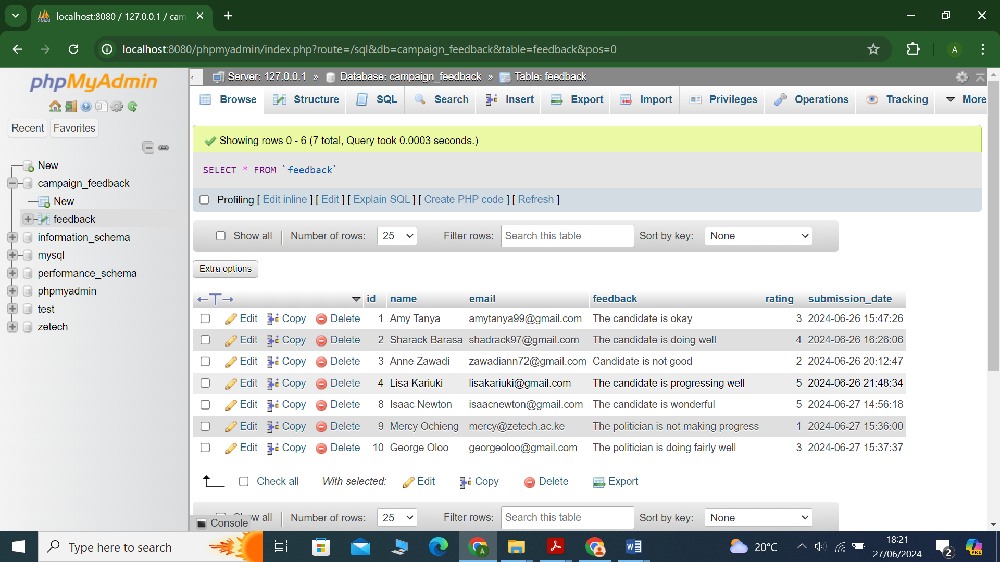 localhost:8080 / 127.0.0.1 / cam
localhost:8080/phpmyadmin/index.php?route=/sql&db=campaign_feedback&table=feedback&pos=0
A
phpMyAdmin
Server: 127.0.0.1 » Database: campaign_feedback » Table: feedback
Browse Structure SQL Search Insert Export Import Privileges Operations Tracking More
Recent Favorites
New
campaign_feedback
New
feedback
information_schema
mysql
performance_schema
phpmyadmin
test
zetech
Showing rows 0 - 6 (7 total, Query took 0.0003 seconds.)
SELECT * FROM `feedback`
Profiling [ Edit inline ] [ Edit ] [ Explain SQL ] [ Create PHP code ] [ Refresh ]
Show all Number of rows: 25 Filter rows: Search this table Sort by key: None
Extra options
id name email feedback rating submission_date
Edit Copy Delete 1 Amy Tanya amytanya99@gmail.com The candidate is okay 3 2024-06-26 15:47:26
Edit Copy Delete 2 Sharack Barasa shadrack97@gmail.com The candidate is doing well 4 2024-06-26 16:26:06
Edit Copy Delete 3 Anne Zawadi zawadiann72@gmail.com Candidate is not good 2 2024-06-26 20:12:47
Edit Copy Delete 4 Lisa Kariuki lisakariuki@gmail.com The candidate is progressing well 5 2024-06-26 21:48:34
Edit Copy Delete 8 Isaac Newton isaacnewton@gmail.com The candidate is wonderful 5 2024-06-27 14:56:18
Edit Copy Delete 9 Mercy Ochieng mercy@zetech.ac.ke The politician is not making progress 1 2024-06-27 15:36:00
Edit Copy Delete 10 George Oloo georgeoloo@gmail.com The politician is doing fairly well 3 2024-06-27 15:37:37
Check all With selected: Edit Copy Delete Export
Console
ow all Number of rows: 25 Filter rows: Search this table Sort by key: None
Type here to search
A
W
20°C
18:21
27/06/2024
2
PRE